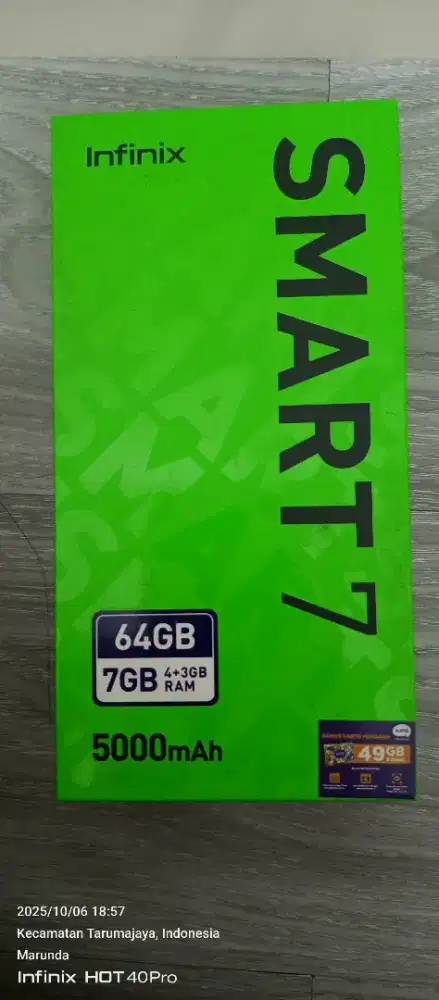 Infinix
SMART 7
64GB
7GB 4+3GB RAM
5000mAh
49GB
2025/10/06 18:57
Kecamatan Tarumajaya, Indonesia
Marunda
Infinix HOT 40Pro